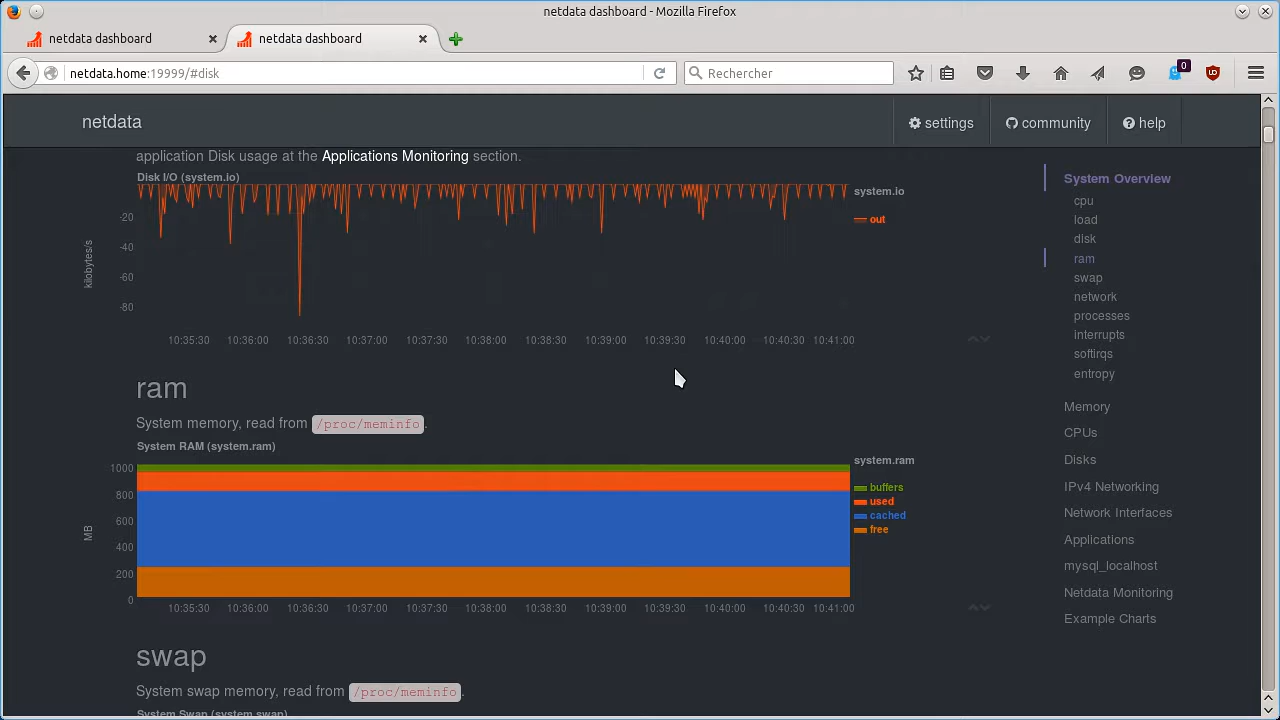 netdata dashboard - Mozilla Firefox
netdata dashboard
netdata dashboard
netdata.home:19999/#disk
Rechercher
0
netdata
settings
community
help
application Disk usage at the Applications Monitoring section.
Disk I/O (system.io)
system.io
out
kilobytes/s
-20
-40
-60
-80
10:35:30 10:36:00 10:36:30 10:37:00 10:37:30 10:38:00 10:38:30 10:39:00 10:39:30 10:40:00 10:40:30 10:41:00
ram
System memory, read from /proc/meminfo.
System RAM (system.ram)
system.ram
buffers
used
cached
free
MB
1000
800
600
400
200
0
10:35:30 10:36:00 10:36:30 10:37:00 10:37:30 10:38:00 10:38:30 10:39:00 10:39:30 10:40:00 10:40:30 10:41:00
swap
System swap memory, read from /proc/meminfo.
System Swap (system.swap)
System Overview
cpu
load
disk
ram
swap
network
processes
interrupts
softirqs
entropy
Memory
CPUs
Disks
IPv4 Networking
Network Interfaces
Applications
mysql_localhost
Netdata Monitoring
Example Charts